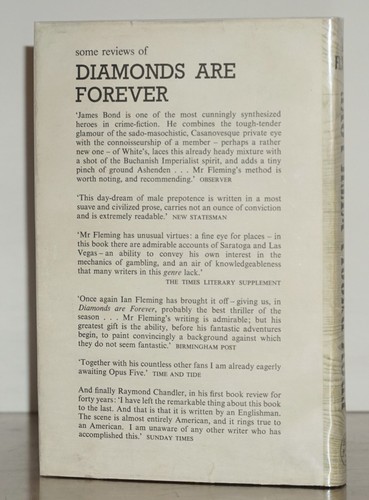 some reviews of
DIAMONDS ARE
FOREVER
'James Bond is one of the most cunningly synthesized
heroes in crime-fiction. He combines the tough-tender
glamour of the sado-masochistic, Casanovesque private eye
with the connoisseurship of a member – perhaps a rather
new one – of White's, laces this already heady mixture with
a shot of the Buchanish Imperialist spirit, and adds a tiny
pinch of ground Ashenden . . . Mr Fleming's method is
worth noting, and recommending.' OBSERVER
'This day-dream of male prepotence is written in a most
suave and civilized prose, carries not an ounce of conviction
and is extremely readable.' NEW STATESMAN
'Mr Fleming has unusual virtues: a fine eye for places – in
this book there are admirable accounts of Saratoga and Las
Vegas – an ability to convey his own interest in the
mechanics of gambling, and an air of knowledgeableness
that many writers in this genre lack.'
THE TIMES LITERARY SUPPLEMENT
'Once again Ian Fleming has brought it off – giving us, in
Diamonds are Forever, probably the best thriller of the
season . . . Mr Fleming's writing is admirable; but his
greatest gift is the ability, before his fantastic adventures
begin, to paint convincingly a background against which
they do not seem fantastic.' BIRMINGHAM POST
'Together with his countless other fans I am already eagerly
awaiting Opus Five.' TIME AND TIDE
And finally Raymond Chandler, in his first book review for
forty years: 'I have left the remarkable thing about this book
to the last. And that is that it is written by an Englishman.
The scene is almost entirely American, and it rings true to
an American. I am unaware of any other writer who has
accomplished this.' SUNDAY TIMES